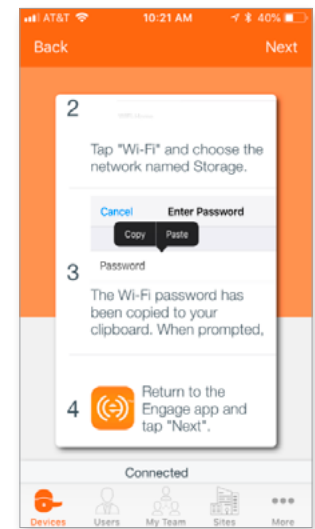 AT&T 10:21 AM 40%
Back Next
2
Tap "Wi-Fi" and choose the
network named Storage.
Cancel Enter Password
Copy Paste
Password
3
The Wi-Fi password has
been copied to your
clipboard. When prompted,
4
Return to the
Engage app and
tap "Next".
Connected
Devices Users My Team Sites More